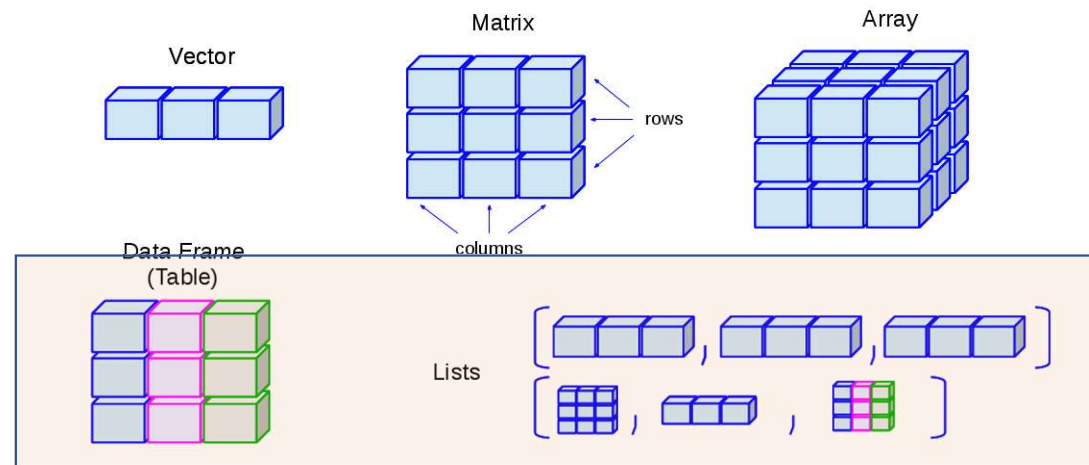 Vector
Matrix
Array
rows
columns
Data Frame
(Table)
Lists